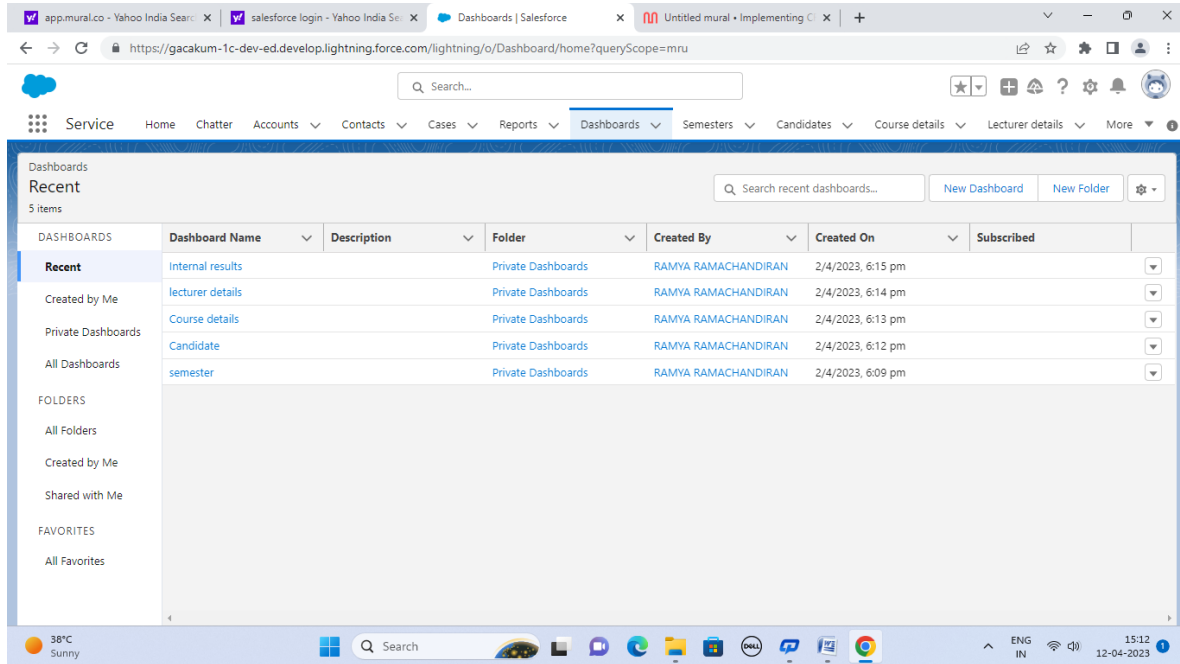 app.mural.co - Yahoo India Searc
salesforce login - Yahoo India Sea
Dashboards | Salesforce
Untitled mural • Implementing C
https://gacakum-1c-dev-ed.develop.lightning.force.com/lightning/o/Dashboard/home?queryScope=mru
Search...
Service Home Chatter Accounts Contacts Cases Reports Dashboards Semesters Candidates Course details Lecturer details More
Dashboards
Recent
5 items
Search recent dashboards... New Dashboard New Folder
DASHBOARDS Dashboard Name Description Folder Created By Created On Subscribed
Recent Internal results Private Dashboards RAMYA RAMACHANDIRAN 2/4/2023, 6:15 pm
lecturer details Private Dashboards RAMYA RAMACHANDIRAN 2/4/2023, 6:14 pm
Created by Me
Course details Private Dashboards RAMYA RAMACHANDIRAN 2/4/2023, 6:13 pm
Private Dashboards
Candidate Private Dashboards RAMYA RAMACHANDIRAN 2/4/2023, 6:12 pm
All Dashboards
semester Private Dashboards RAMYA RAMACHANDIRAN 2/4/2023, 6:09 pm
FOLDERS
All Folders
Created by Me
Shared with Me
FAVORITES
All Favorites
38°C
Sunny
Search
DELL
ENG
IN
15:12
12-04-2023
1